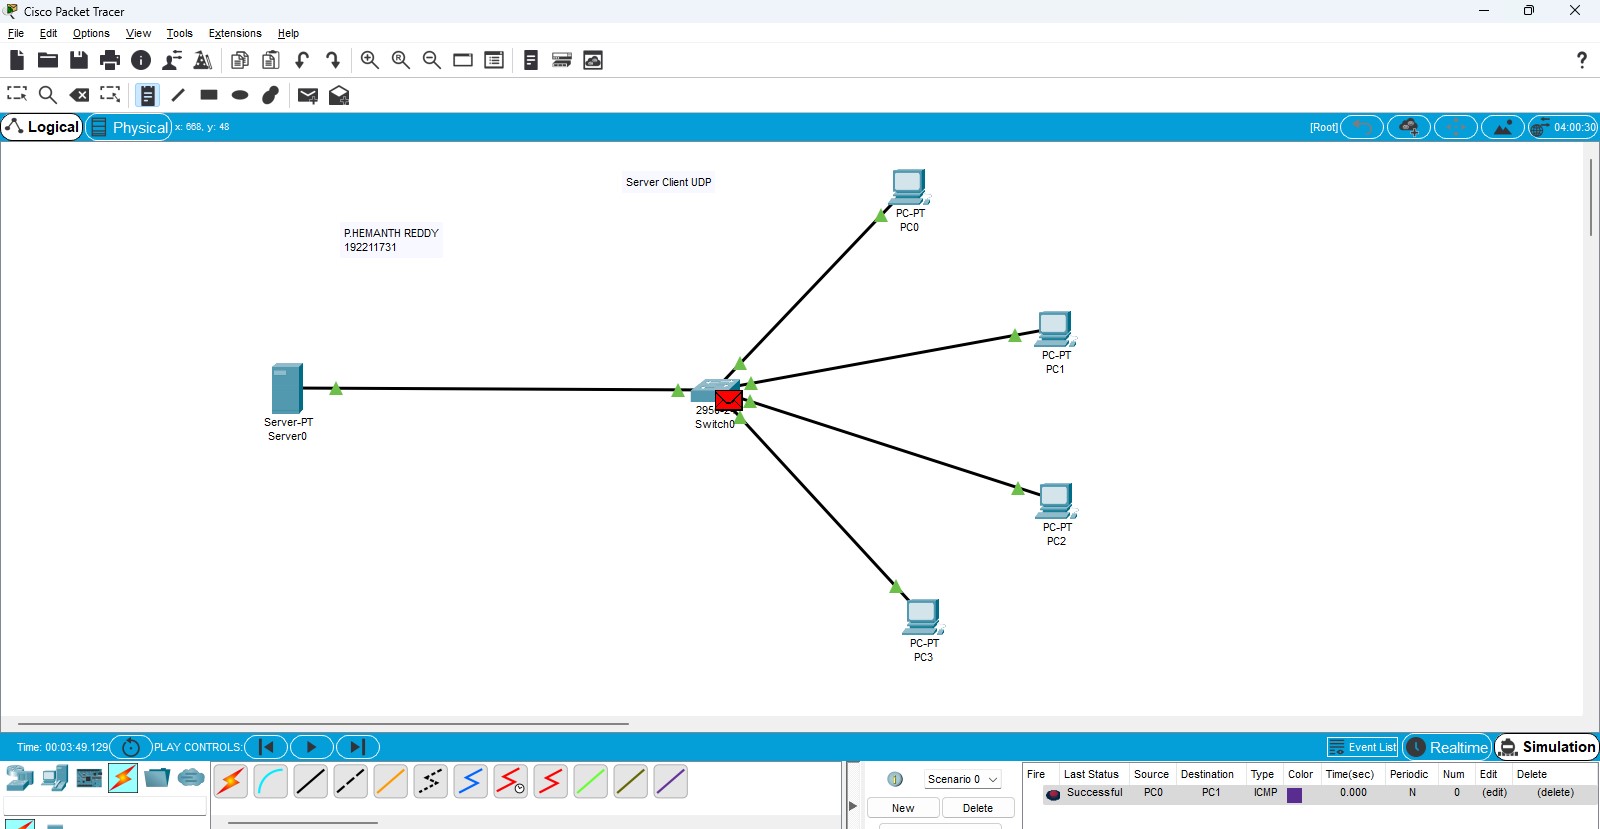 Cisco Packet Tracer
File Edit Options View Tools Extensions Help
?
Logical Physical x: 668, y: 48 [Root] 04:00:30
Server Client UDP
P.HEMANTH REDDY
192211731
PC-PT
PC0
PC-PT
PC1
Server-PT
Server0
Switch0
PC-PT
PC2
PC-PT
PC3
Time: 00:03:49.129 PLAY CONTROLS: Event List Realtime Simulation
Scenario 0
New Delete
Fire Last Status Source Destination Type Color Time(sec) Periodic Num Edit Delete
Successful PC0 PC1 ICMP 0.000 N 0 (edit) (delete)